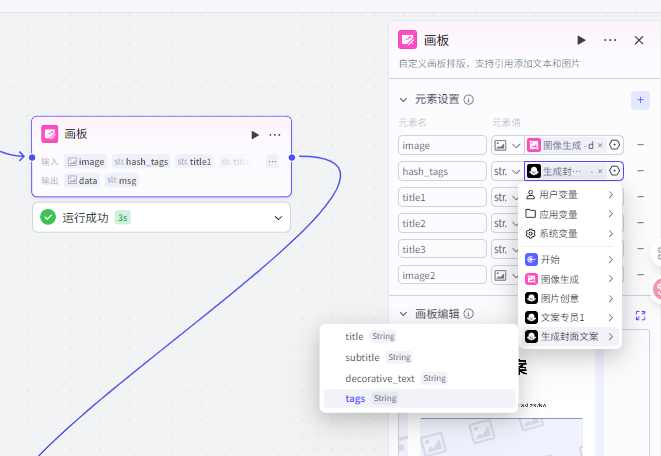 画板
自定义画板排版，支持引用添加文本和图片
元素设置
元素名 元素值
image 图像生成 · d
hash_tags str. 生成封… ·
title1 str.
title2 str.
title3 str.
image2
用户变量
应用变量
系统变量
开始
图像生成
图片创意
文案专员1
生成封面文案
画板编辑
title String
subtitle String
decorative_text String
tags String
案
画板
输入 image str. hash_tags str. title1 str. title
输出 data str. msg
运行成功 3s